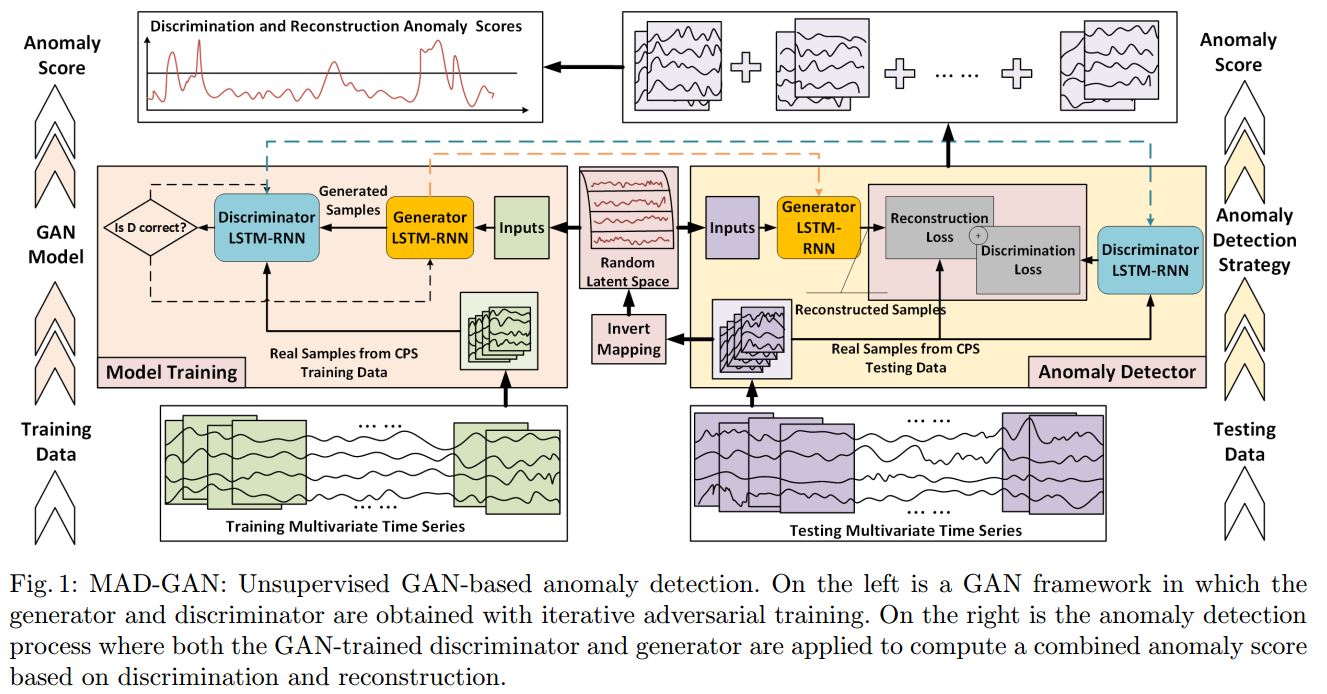 Anomaly
Score
Discrimination and Reconstruction Anomaly Scores
... ...
Anomaly
Score
GAN
Model
Is D correct?
Discriminator
LSTM-RNN
Generated
Samples
Generator
LSTM-RNN
Inputs
Real Samples from CPS
Training Data
Model Training
Random
Latent Space
Invert
Mapping
Inputs
Generator
LSTM-
RNN
Reconstruction
Loss
+
Discrimination
Loss
Discriminator
LSTM-RNN
Reconstructed Samples
Real Samples from CPS
Testing Data
Anomaly Detector
Anomaly
Detection
Strategy
Training
Data
... ...
... ...
Training Multivariate Time Series
... ...
... ...
Testing Multivariate Time Series
Testing
Data
Fig. 1: MAD-GAN: Unsupervised GAN-based anomaly detection. On the left is a GAN framework in which the
generator and discriminator are obtained with iterative adversarial training. On the right is the anomaly detection
process where both the GAN-trained discriminator and generator are applied to compute a combined anomaly score
based on discrimination and reconstruction.